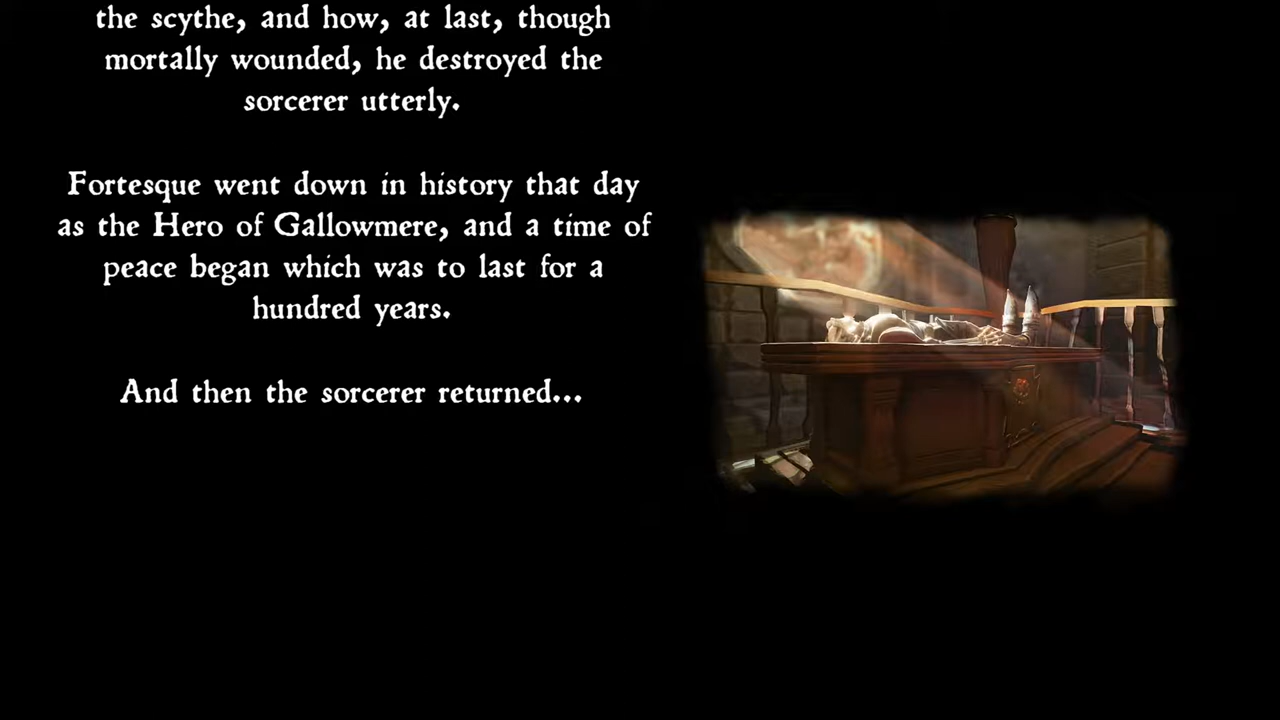 the scythe, and how, at last, though
mortally wounded, he destroyed the
sorcerer utterly.
Fortesque went down in history that day
as the Hero of Gallowmere, and a time of
peace began which was to last for a
hundred years.
And then the sorcerer returned...